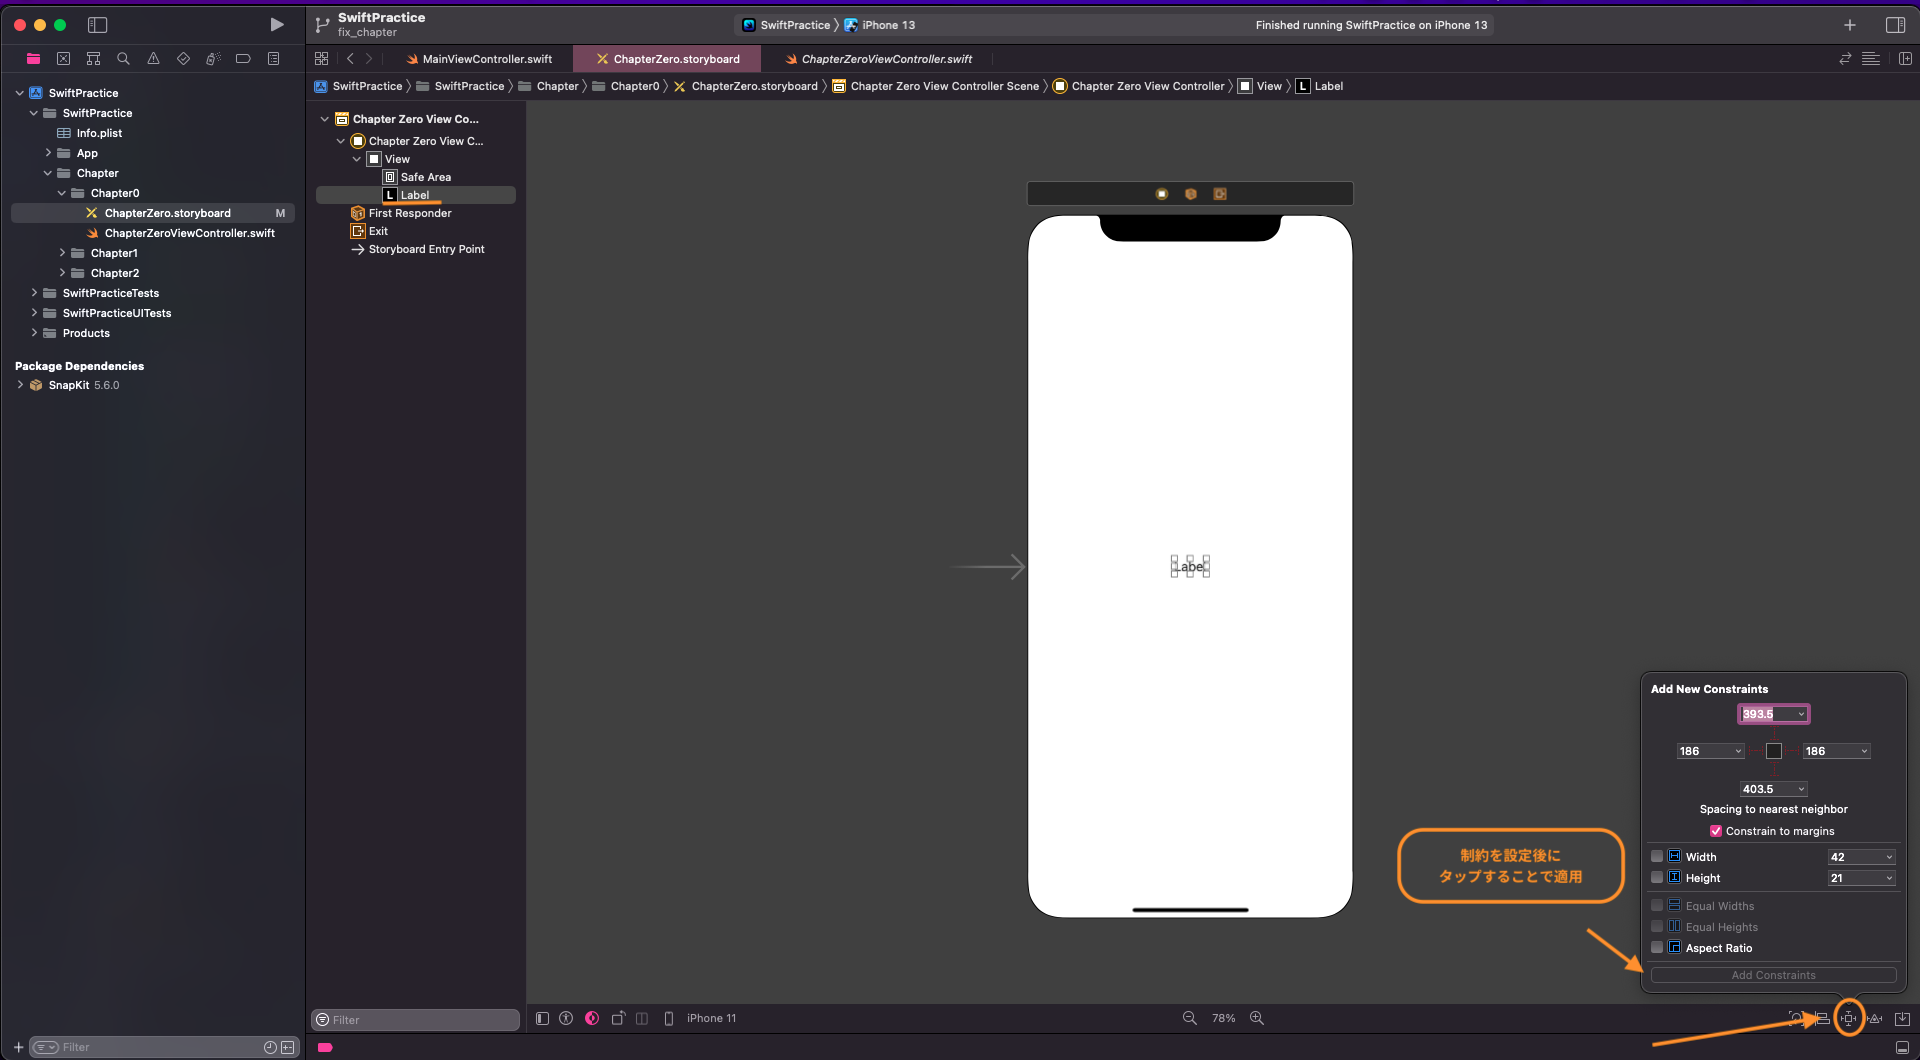 SwiftPractice
fix_chapter
SwiftPractice 〉 iPhone 13
Finished running SwiftPractice on iPhone 13
MainViewController.swift
ChapterZero.storyboard
ChapterZeroViewController.swift
SwiftPractice 〉 SwiftPractice 〉 Chapter 〉 Chapter0 〉 ChapterZero.storyboard 〉 Chapter Zero View Controller Scene 〉 Chapter Zero View Controller 〉 View 〉 L Label
SwiftPractice
SwiftPractice
Info.plist
App
Chapter
Chapter0
ChapterZero.storyboard M
ChapterZeroViewController.swift
Chapter1
Chapter2
SwiftPracticeTests
SwiftPracticeUITests
Products
Package Dependencies
SnapKit 5.6.0
Filter
Chapter Zero View Co...
Chapter Zero View C...
View
Safe Area
L Label
First Responder
Exit
Storyboard Entry Point
Filter
Label
iPhone 11
78%
制約を設定後に
タップすることで適用
Add New Constraints
393.5
186
186
403.5
Spacing to nearest neighbor
Constrain to margins
Width 42
Height 21
Equal Widths
Equal Heights
Aspect Ratio
Add Constraints